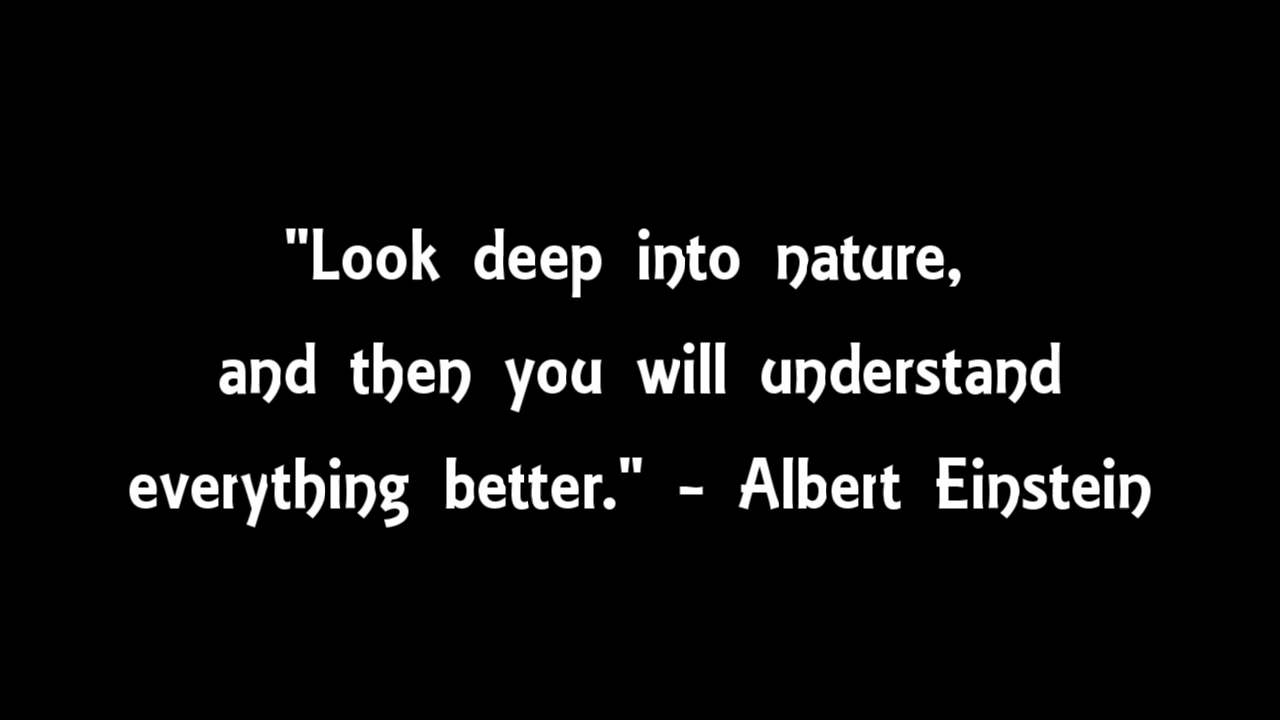 "Look deep into nature,
and then you will understand
everything better." - Albert Einstein